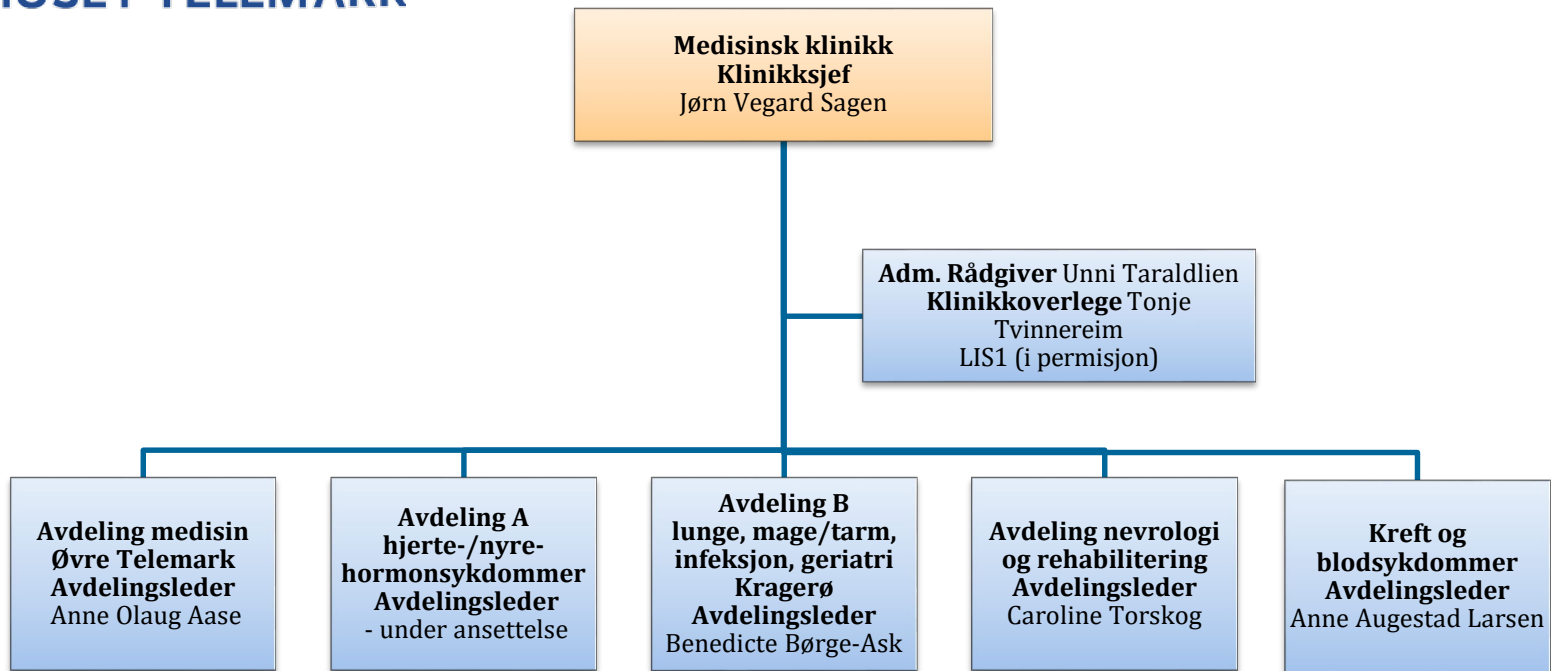 TELEMARK
Medisinsk klinikk
Klinikksjef
Jørn Vegard Sagen
Adm. Rådgiver Unni Taraldlien
Klinikkoverlege Tonje
Tvinnereim
LIS1 (i permisjon)
Avdeling medisin
Øvre Telemark
Avdelingsleder
Anne Olaug Aase
Avdeling A
hjerte-/nyre-
hormonsykdommer
Avdelingsleder
- under ansettelse
Avdeling B
lunge, mage/tarm,
infeksjon, geriatri
Kragerø
Avdelingsleder
Benedicte Børge-Ask
Avdeling nevrologi
og rehabilitering
Avdelingsleder
Caroline Torskog
Kreft og
blodsykdommer
Avdelingsleder
Anne Augestad Larsen